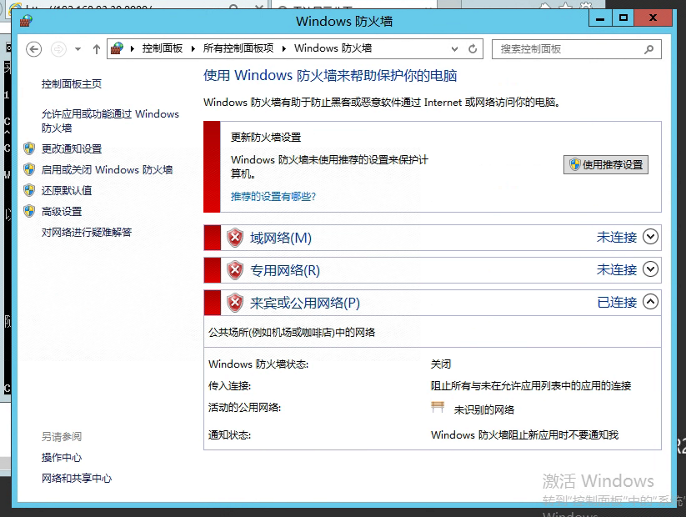 Windows 防火墙
控制面板 ▸ 所有控制面板项 ▸ Windows 防火墙
搜索控制面板
控制面板主页
允许应用或功能通过 Windows
防火墙
更改通知设置
启用或关闭 Windows 防火墙
还原默认值
高级设置
对网络进行疑难解答
使用 Windows 防火墙来帮助保护你的电脑
Windows 防火墙有助于防止黑客或恶意软件通过 Internet 或网络访问你的电脑。
更新防火墙设置
Windows 防火墙未使用推荐的设置来保护计
算机。
使用推荐设置
推荐的设置有哪些?
域网络(M) 未连接
专用网络(R) 未连接
来宾或公用网络(P) 已连接
公共场所(例如机场或咖啡店)中的网络
Windows 防火墙状态: 关闭
传入连接: 阻止所有与未在允许应用列表中的应用的连接
活动的公用网络: 未识别的网络
通知状态: Windows 防火墙阻止新应用时不要通知我
另请参阅
操作中心
网络和共享中心
激活 Windows
转到"控制面板"中的"系统"
Windows